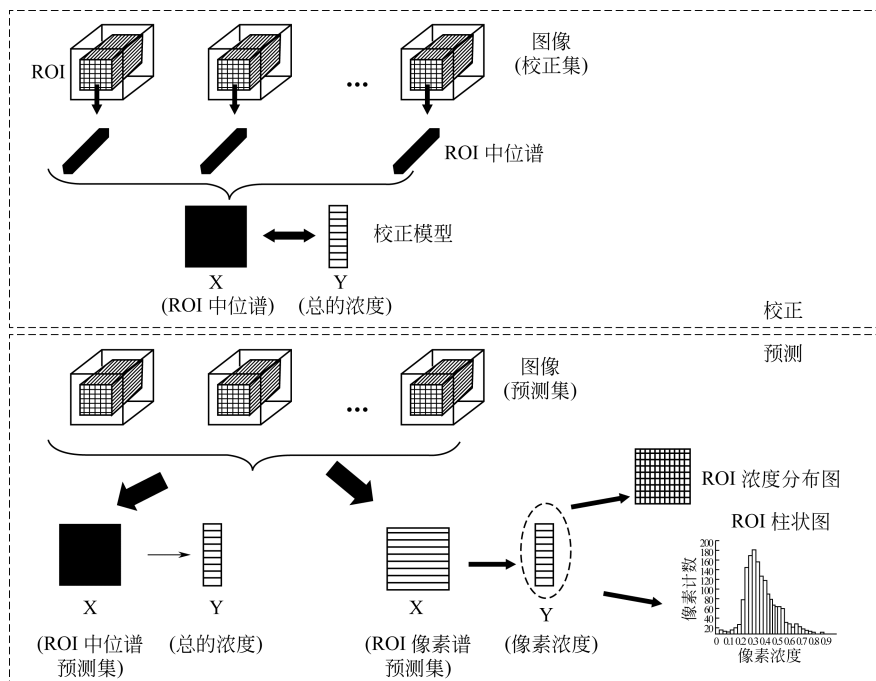 图像
(校正集)
ROI
...
ROI 中位谱
校正模型
X
Y
(ROI 中位谱)
(总的浓度)
校正
预测
图像
(预测集)
...
ROI 浓度分布图
ROI 柱状图
X
(ROI 中位谱
预测集)
Y
(总的浓度)
X
(ROI 像素谱
预测集)
Y
(像素浓度)
像素计数
200
180
160
140
120
100
80
60
40
20
0 0.1 0.2 0.3 0.4 0.5 0.6 0.7 0.8 0.9
像素浓度